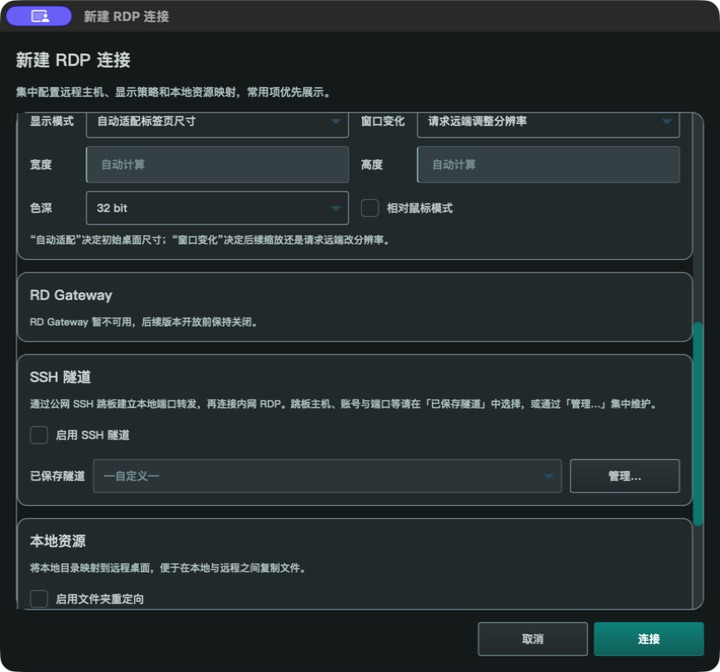 新建 RDP 连接
新建 RDP 连接
集中配置远程主机、显示策略和本地资源映射，常用项优先展示。
显示模式 自动适配标签页尺寸 窗口变化 请求远端调整分辨率
宽度 自动计算 高度 自动计算
色深 32 bit 相对鼠标模式
“自动适配”决定初始桌面尺寸；“窗口变化”决定后续缩放还是请求远端改分辨率。
RD Gateway
RD Gateway 暂不可用，后续版本开放前保持关闭。
SSH 隧道
通过公网 SSH 跳板建立本地端口转发，再连接内网 RDP。跳板主机、账号与端口等请在「已保存隧道」中选择，或通过「管理…」集中维护。
启用 SSH 隧道
已保存隧道 —自定义— 管理...
本地资源
将本地目录映射到远程桌面，便于在本地与远程之间复制文件。
启用文件夹重定向
取消 连接